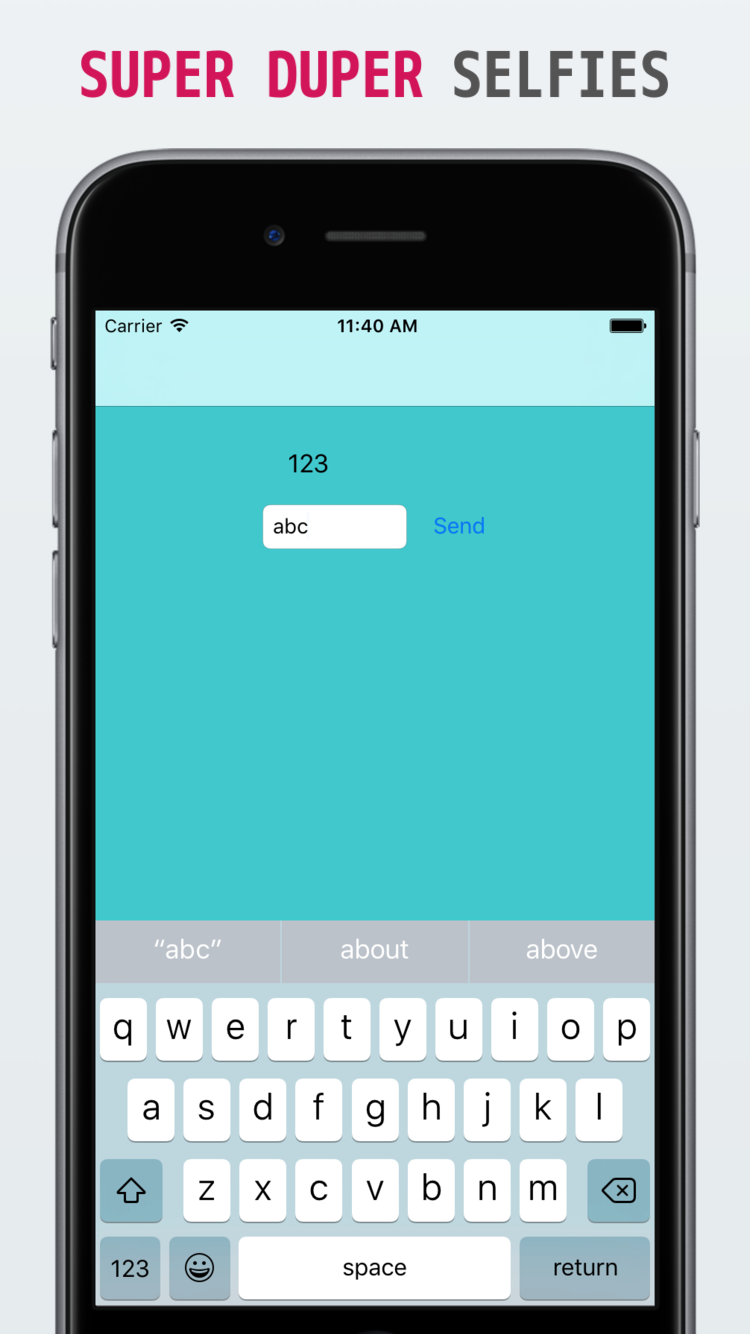 SUPER DUPER SELFIES
Carrier 11:40 AM
123
abc Send
“abc” about above
q w e r t y u i o p
a s d f g h j k l
z x c v b n m
123 space return